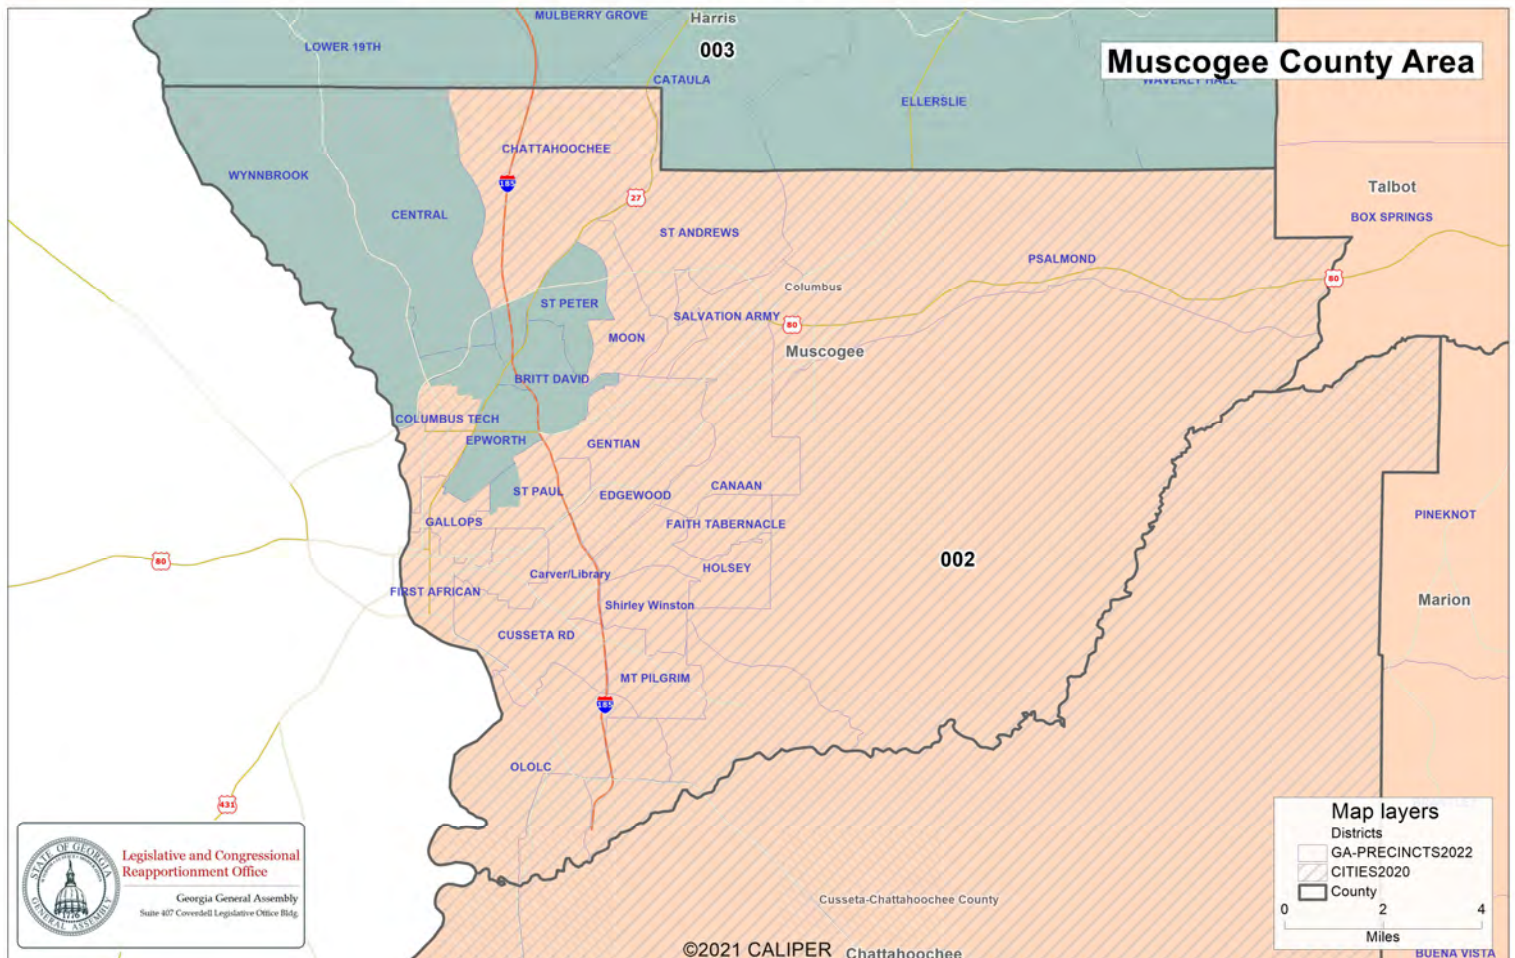 MULBERRY GROVE
Harris
LOWER 19TH
003
Muscogee County Area
CATAULA
WAVERLY HALL
ELLERSLIE
CHATTAHOOCHEE
WYNNBROOK
185
Talbot
27
CENTRAL
BOX SPRINGS
ST ANDREWS
PSALMOND
80
Columbus
ST PETER
SALVATION ARMY
80
MOON
Muscogee
BRITT DAVID
COLUMBUS TECH
EPWORTH
GENTIAN
CANAAN
ST PAUL
EDGEWOOD
PINEKNOT
GALLOPS
FAITH TABERNACLE
80
002
HOLSEY
Carver/Library
FIRST AFRICAN
Marion
Shirley Winston
CUSSETA RD
MT PILGRIM
185
OLOLC
431
STATE OF GEORGIA
GENERAL ASSEMBLY
1776
Legislative and Congressional
Reapportionment Office
Georgia General Assembly
Suite 407 Coverdell Legislative Office Bldg.
Map layers
Districts
GA-PRECINCTS2022
CITIES2020
County
0 2 4
Miles
Cusseta-Chattahoochee County
©2021 CALIPER
Chattahoochee
BUENA VISTA